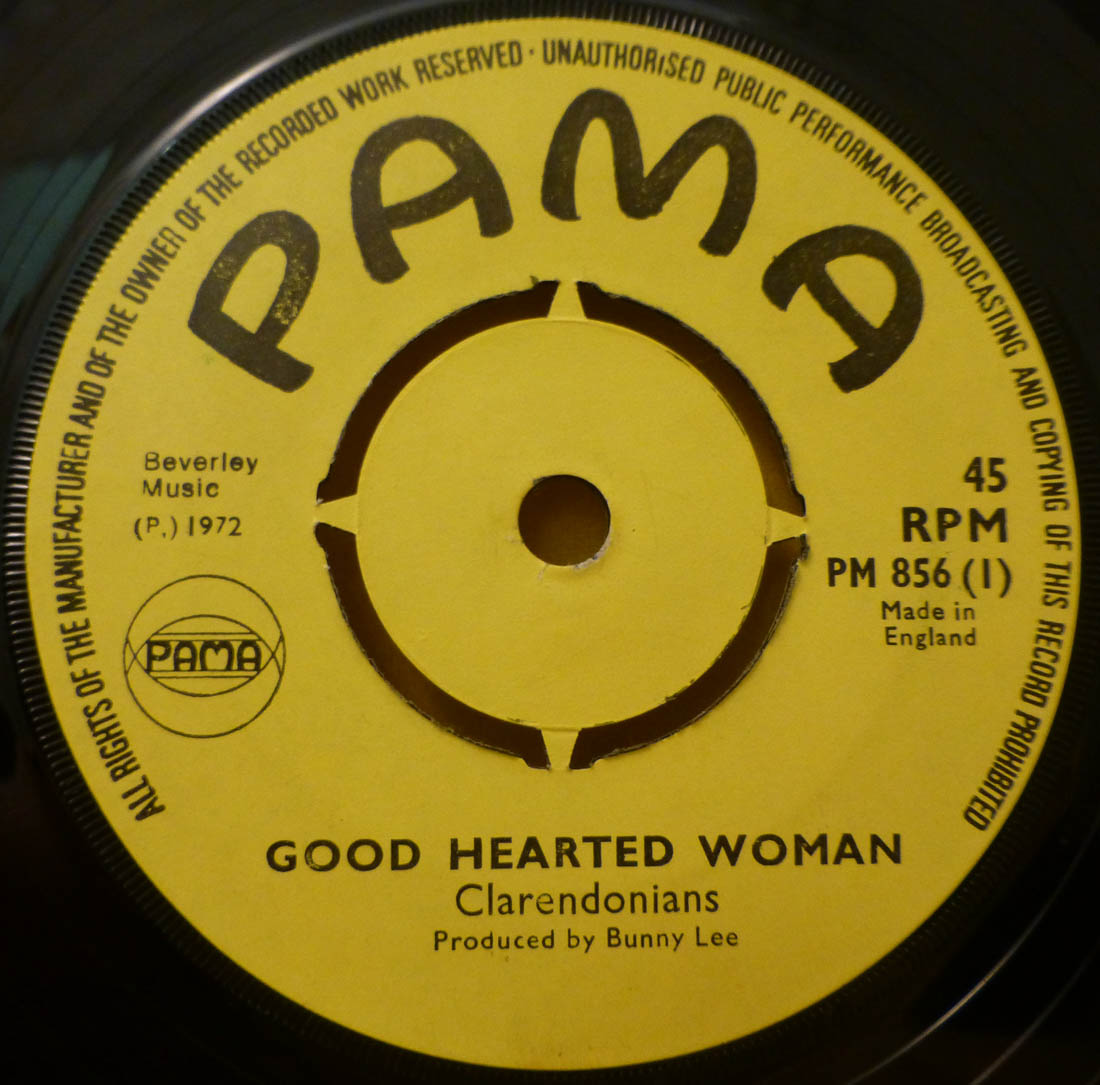 ALL RIGHTS OF THE MANUFACTURER AND OF THE OWNER OF THE RECORDED WORK RESERVED · UNAUTHORISED PUBLIC PERFORMANCE BROADCASTING AND COPYING OF THIS RECORD PROHIBITED
PAMA
Beverley
Music
(P.) 1972
PAMA
45
RPM
PM 856 (1)
Made in
England
GOOD HEARTED WOMAN
Clarendonians
Produced by Bunny Lee